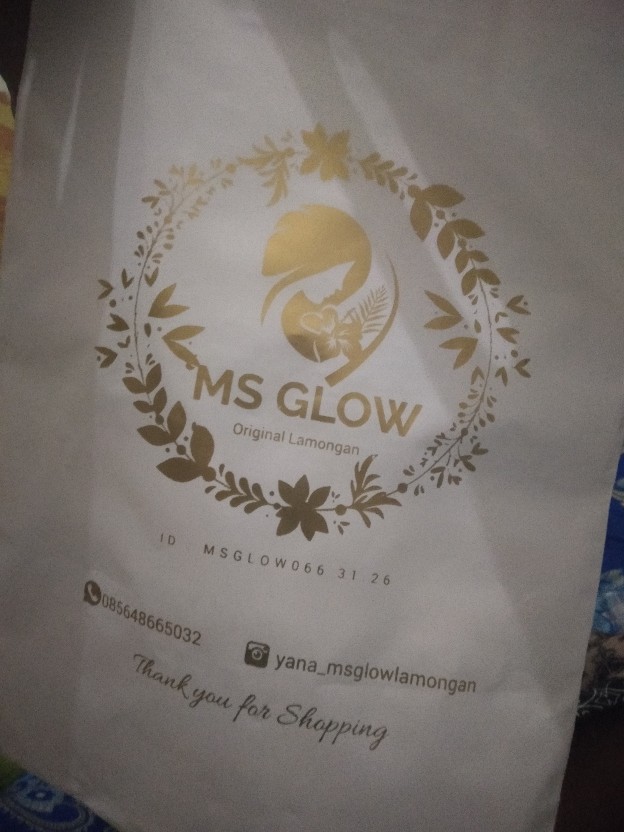 MS GLOW
Original Lamongan
ID : MSGLOW066 31 26
085648665032
yana_msglowlamongan
Thank you for Shopping